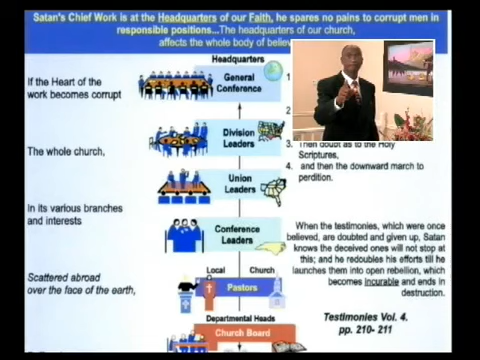 Satan's Chief Work is at the Headquarters of our Faith, he spares no pains to corrupt men in
responsible positions...The headquarters of our church,
affects the whole body of
Headquarters
General
Conference
If the Heart of the
work becomes corrupt
1
2
Division
Leaders
3. Then doubt as to the Holy
Scriptures,
The whole church,
4. and then the downward march to
perdition.
Union
Leaders
In its various branches
and interests
Conference
Leaders
When the testimonies, which were once
believed, are doubted and given up, Satan
knows the deceived ones will not stop at
this; and he redoubles his efforts till he
launches them into open rebellion, which
becomes incurable and ends in
destruction.
Scattered abroad
over the face of the earth,
Local Church
Pastors
Testimonies Vol. 4.
pp. 210- 211
Departmental Heads
Church Board